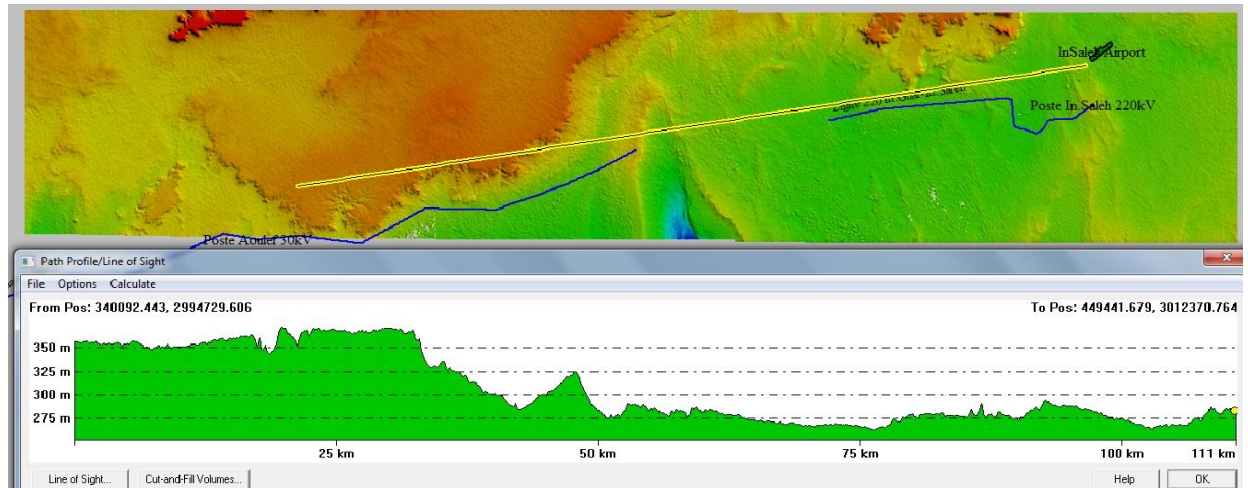 InSaleh Airport
Poste In.Saleh 220kV
Poste Aoulef 30kV
Path Profile/Line of Sight
File Options Calculate
From Pos: 340092.443, 2994729.606 To Pos: 449441.679, 3012370.764
350 m
325 m
300 m
275 m
25 km 50 km 75 km 100 km 111 km
Line of Sight... Cut-and-Fill Volumes... Help OK